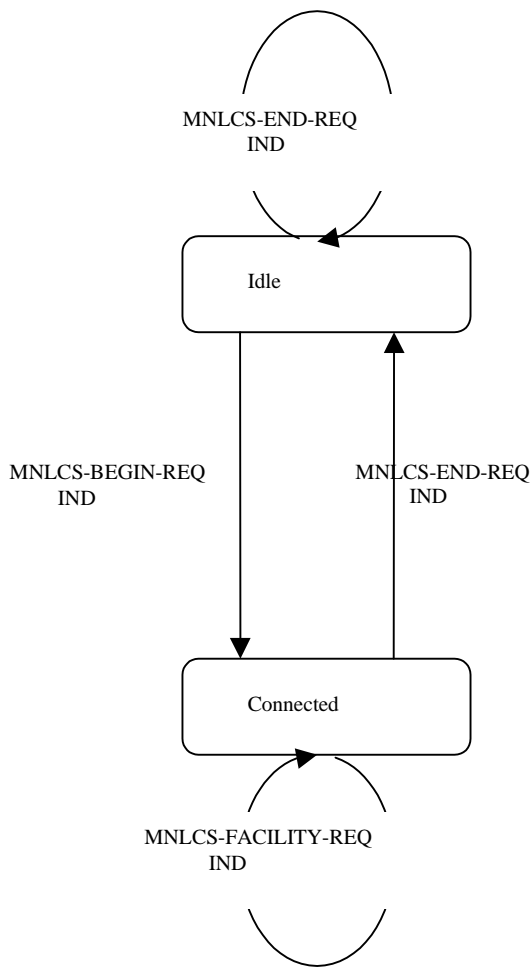 MNLCS-END-REQ
IND
Idle
MNLCS-BEGIN-REQ
IND
MNLCS-END-REQ
IND
Connected
MNLCS-FACILITY-REQ
IND